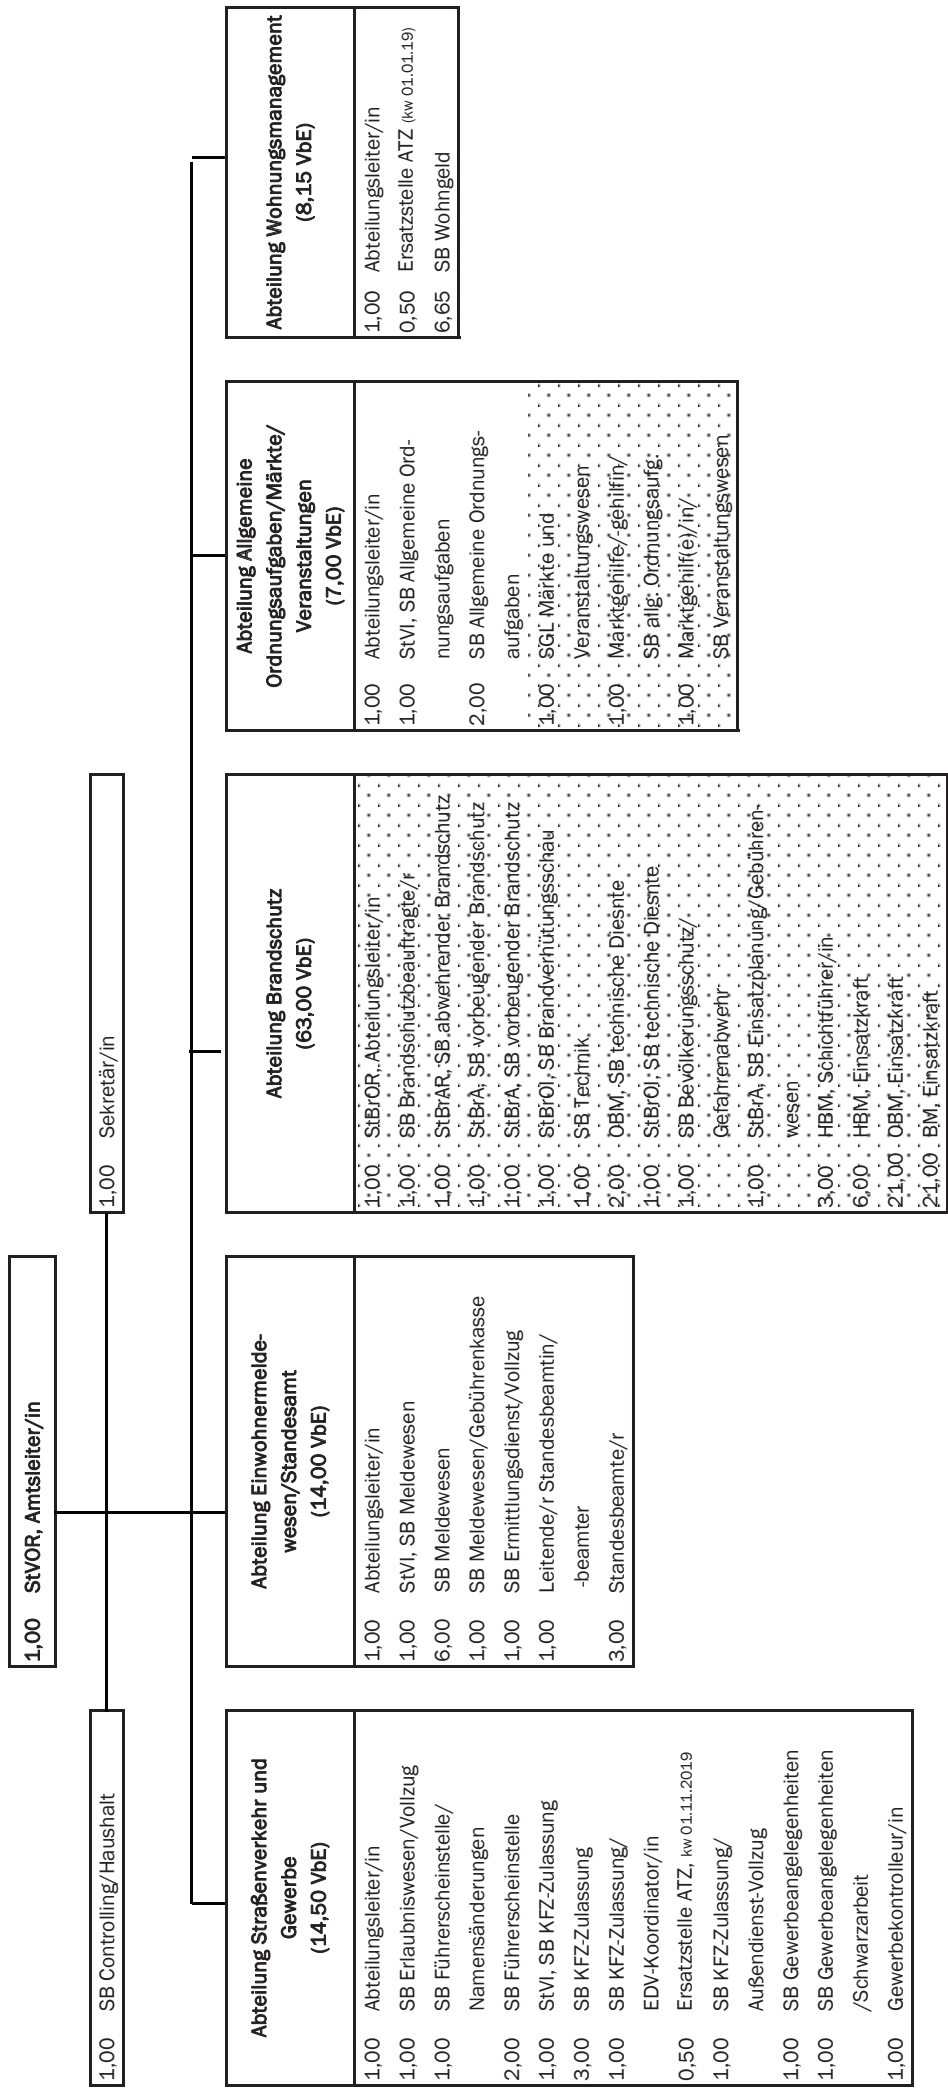 1,00 StVOR, Amtsleiter/in
1,00 SB Controlling/Haushalt
1,00 Sekretär/in
Abteilung Straßenverkehr und
Gewerbe
(14,50 VbE)
1,00 Abteilungsleiter/in
1,00 SB Erlaubniswesen/Vollzug
1,00 SB Führerscheinstelle/
Namensänderungen
2,00 SB Führerscheinstelle
1,00 StVI, SB KFZ-Zulassung
3,00 SB KFZ-Zulassung
1,00 SB KFZ-Zulassung/
EDV-Koordinator/in
0,50 Ersatzstelle ATZ, kw 01.11.2019
1,00 SB KFZ-Zulassung/
Außendienst-Vollzug
1,00 SB Gewerbeangelegenheiten
1,00 SB Gewerbeangelegenheiten
/Schwarzarbeit
1,00 Gewerbekontrolleur/in
Abteilung Einwohnermelde-
wesen/Standesamt
(14,00 VbE)
1,00 Abteilungsleiter/in
1,00 StVI, SB Meldewesen
6,00 SB Meldewesen
1,00 SB Meldewesen/Gebührenkasse
1,00 SB Ermittlungsdienst/Vollzug
1,00 Leitende/r Standesbeamtin/
-beamter
3,00 Standesbeamte/r
Abteilung Brandschutz
(63,00 VbE)
1,00 StBrOR, Abteilungsleiter/in
1,00 SB Brandschutzbeauftragte/r
1,00 StBrAR, SB abwehrender Brandschutz
1,00 StBrA, SB vorbeugender Brandschutz
1,00 StBrA, SB vorbeugender Brandschutz
1,00 StBrOI, SB Brandverhütungsschau
1,00 SB Technik
2,00 OBM, SB technische Diesnte
1,00 StBrOI, SB technische Diesnte
1,00 SB Bevölkerungsschutz/
Gefahrenabwehr
1,00 StBrA, SB Einsatzplanung/Gebühren-
wesen
3,00 HBM, Schichtführer/in
6,00 HBM, Einsatzkraft
21,00 OBM, Einsatzkraft
21,00 BM, Einsatzkraft
Abteilung Allgemeine
Ordnungsaufgaben/Märkte/
Veranstaltungen
(7,00 VbE)
1,00 Abteilungsleiter/in
1,00 StVI, SB Allgemeine Ord-
nungsaufgaben
2,00 SB Allgemeine Ordnungs-
aufgaben
1,00 SGL Märkte und
Veranstaltungswesen
1,00 Marktgehilfe/-gehilfin/
SB allg. Ordnungsaufg.
1,00 Marktgehilf(e)/in/
SB Veranstaltungswesen
Abteilung Wohnungsmanagement
(8,15 VbE)
1,00 Abteilungsleiter/in
0,50 Ersatzstelle ATZ (kw 01.01.19)
6,65 SB Wohngeld